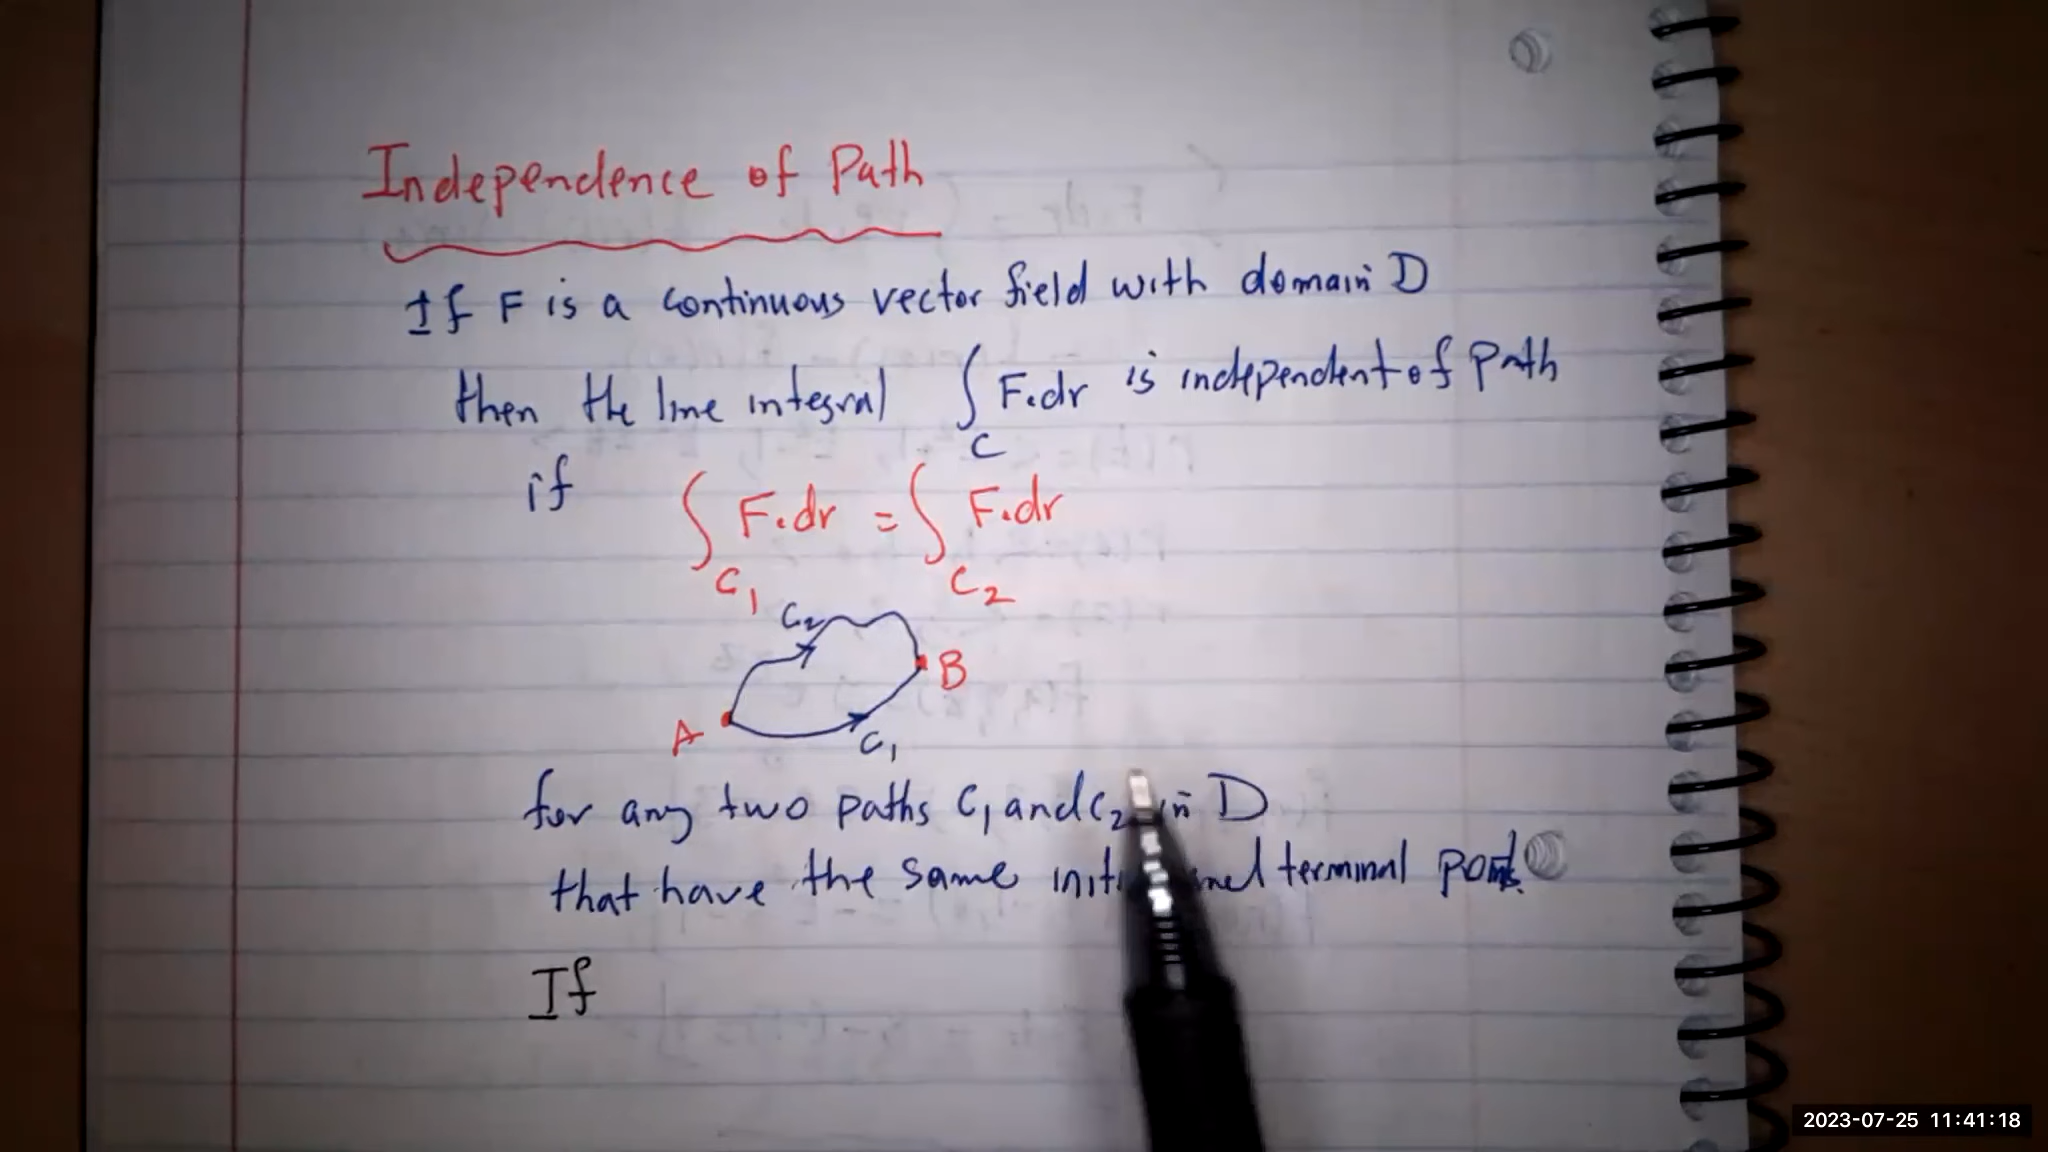 Independence of Path
If F is a continuous vector field with domain D
then the line integral ∫ F.dr is independent of path
C
if ∫ F.dr = ∫ F.dr
C1 C2
C2
B
A
C1
for any two paths C1 and C2 in D
that have the same and terminal
If
2023-07-25 11:41:18